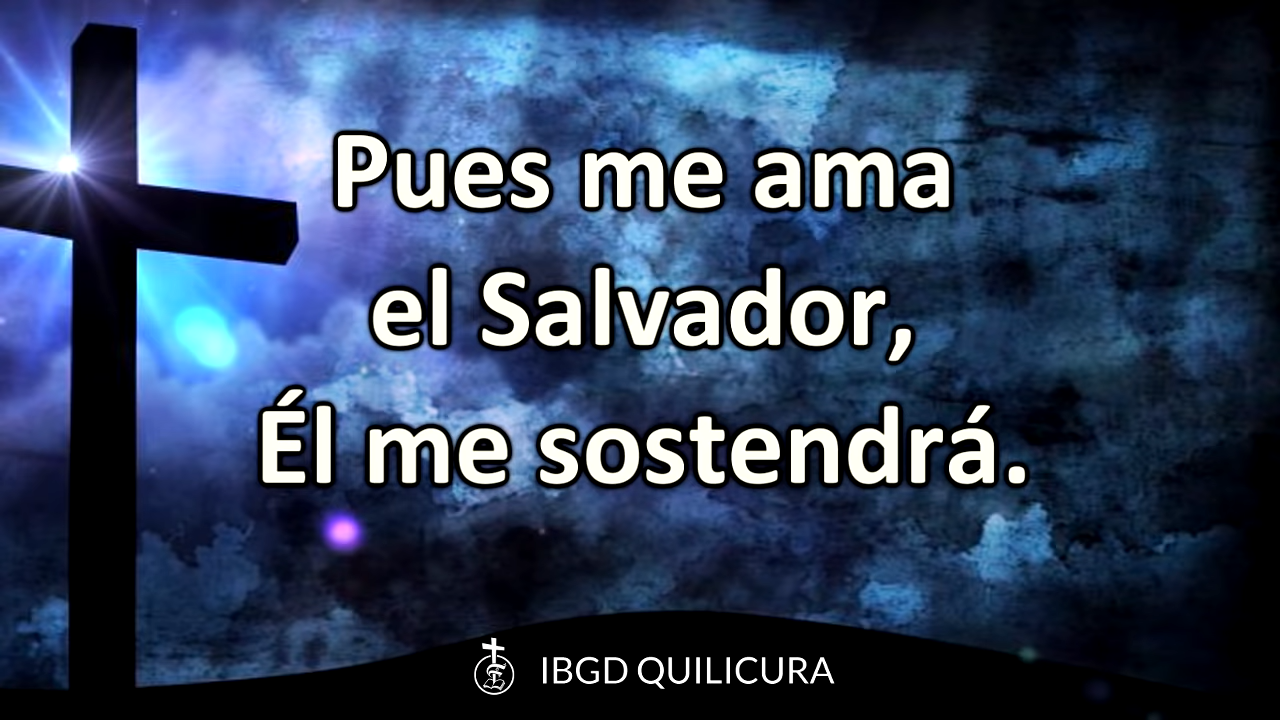 Pues me ama
el Salvador,
Él me sostendrá.
IBGD QUILICURA